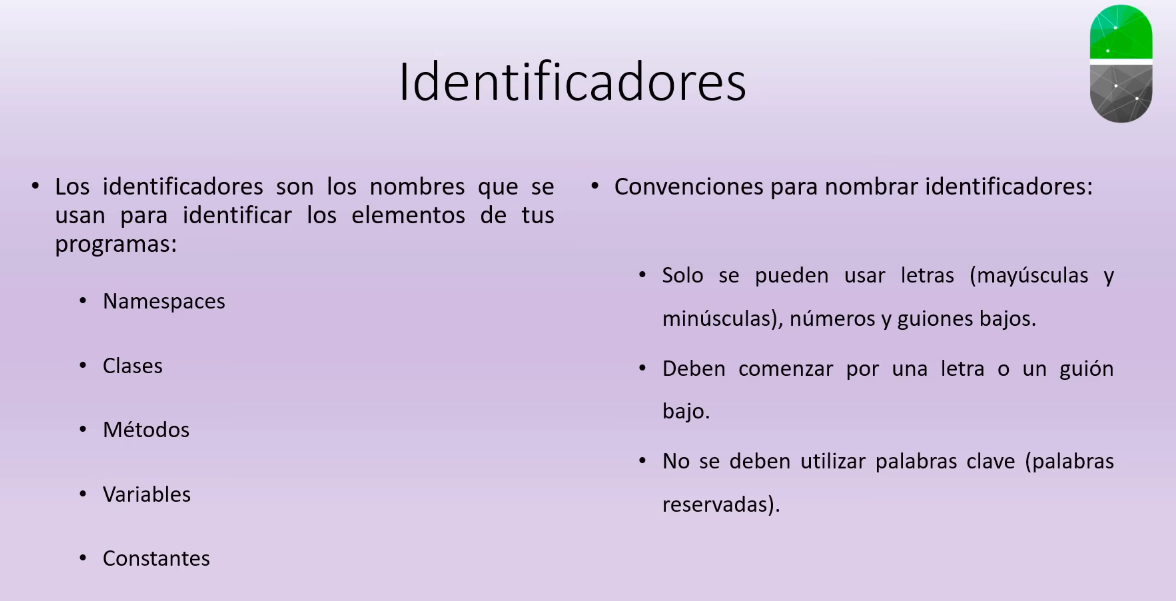 Identificadores
• Los identificadores son los nombres que se
usan para identificar los elementos de tus
programas:
• Namespaces
• Clases
• Métodos
• Variables
• Constantes
• Convenciones para nombrar identificadores:
• Solo se pueden usar letras (mayúsculas y
minúsculas), números y guiones bajos.
• Deben comenzar por una letra o un guión
bajo.
• No se deben utilizar palabras clave (palabras
reservadas).